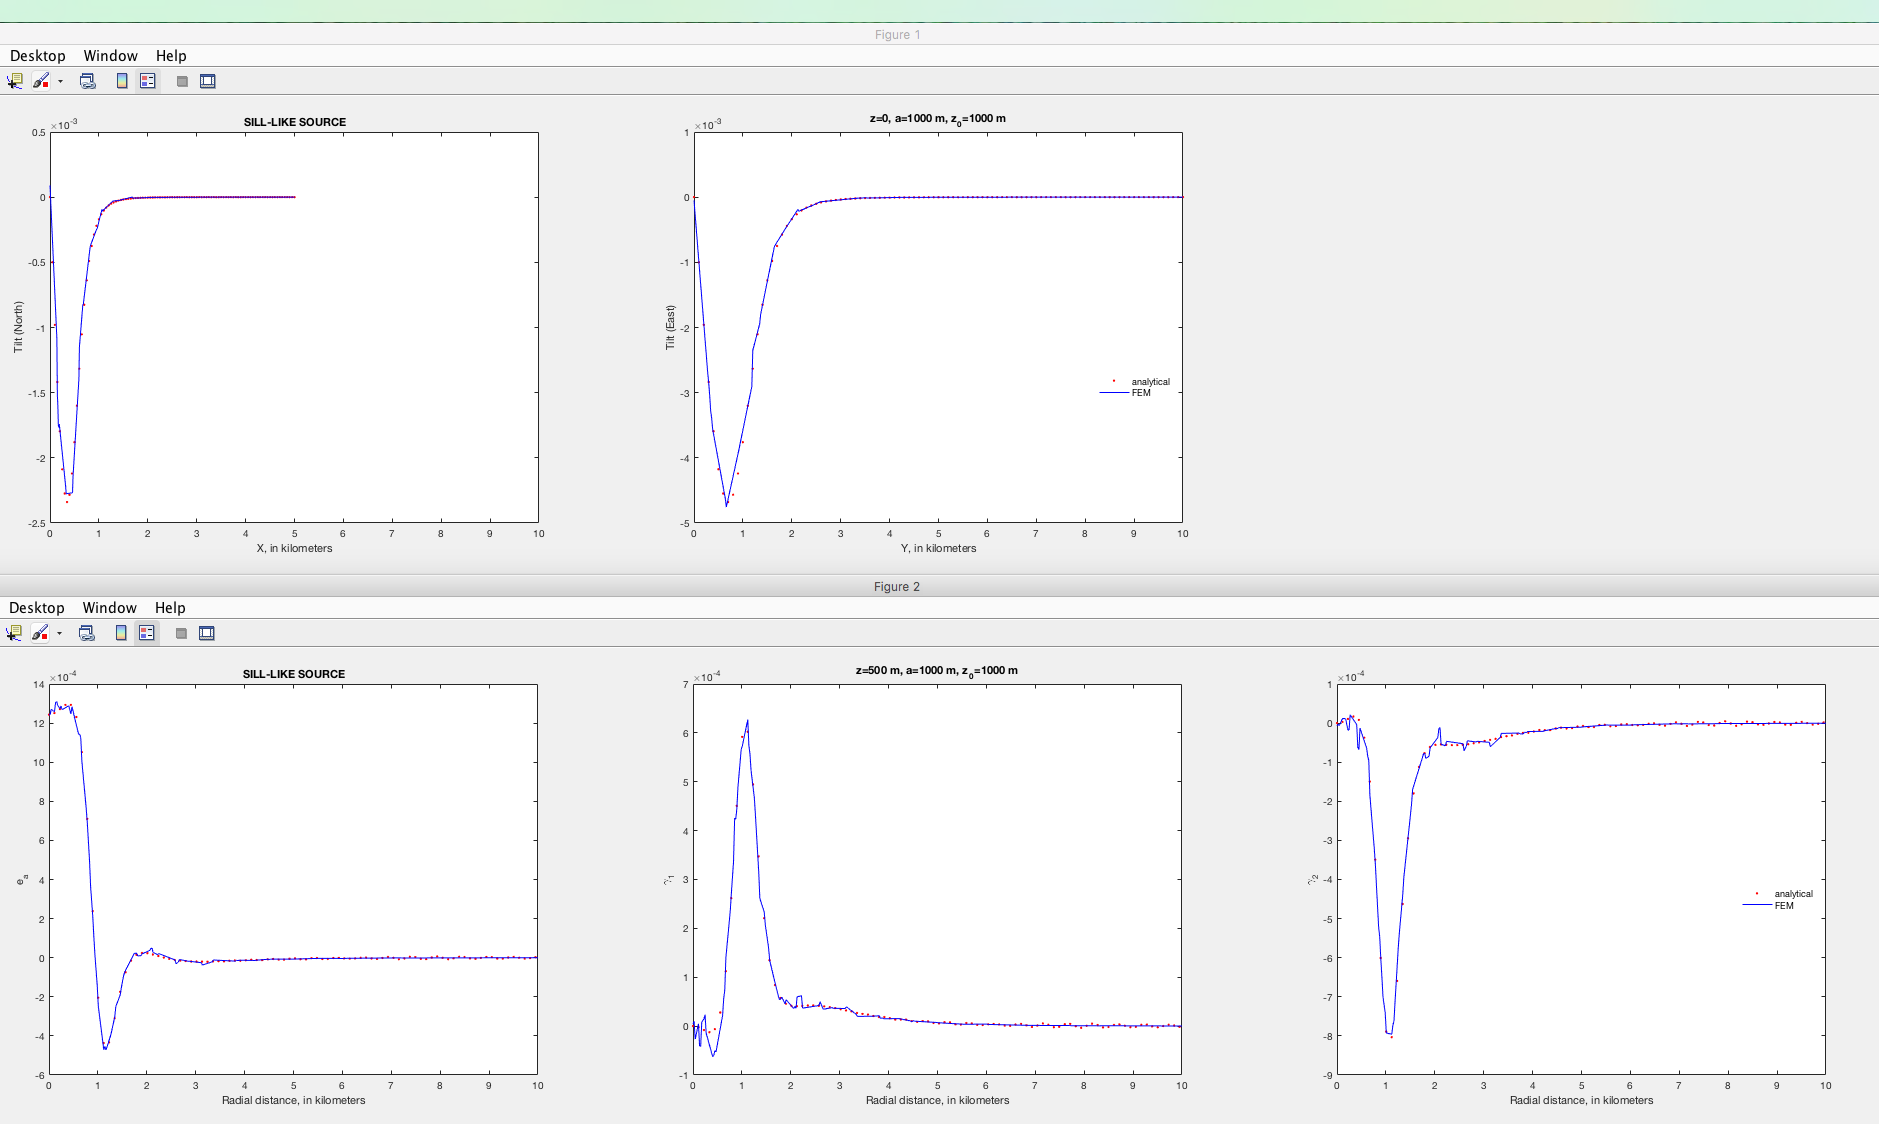 Figure 1
Desktop Window Help
SILL-LIKE SOURCE
×10-3
0.5
0
-0.5
-1
-1.5
-2
-2.5
Tilt (North)
0 1 2 3 4 5 6 7 8 9 10
X, in kilometers
z=0, a=1000 m, z0=1000 m
×10-3
1
0
-1
-2
-3
-4
-5
Tilt (East)
analytical
FEM
0 1 2 3 4 5 6 7 8 9 10
Y, in kilometers
Figure 2
Desktop Window Help
SILL-LIKE SOURCE
×10-4
14
12
10
8
6
4
2
0
-2
-4
-6
ea
0 1 2 3 4 5 6 7 8 9 10
Radial distance, in kilometers
z=500 m, a=1000 m, z0=1000 m
×10-4
7
6
5
4
3
2
1
0
-1
γ1
0 1 2 3 4 5 6 7 8 9 10
Radial distance, in kilometers
×10-4
1
0
-1
-2
-3
-4
-5
-6
-7
-8
-9
γ2
analytical
FEM
0 1 2 3 4 5 6 7 8 9 10
Radial distance, in kilometers